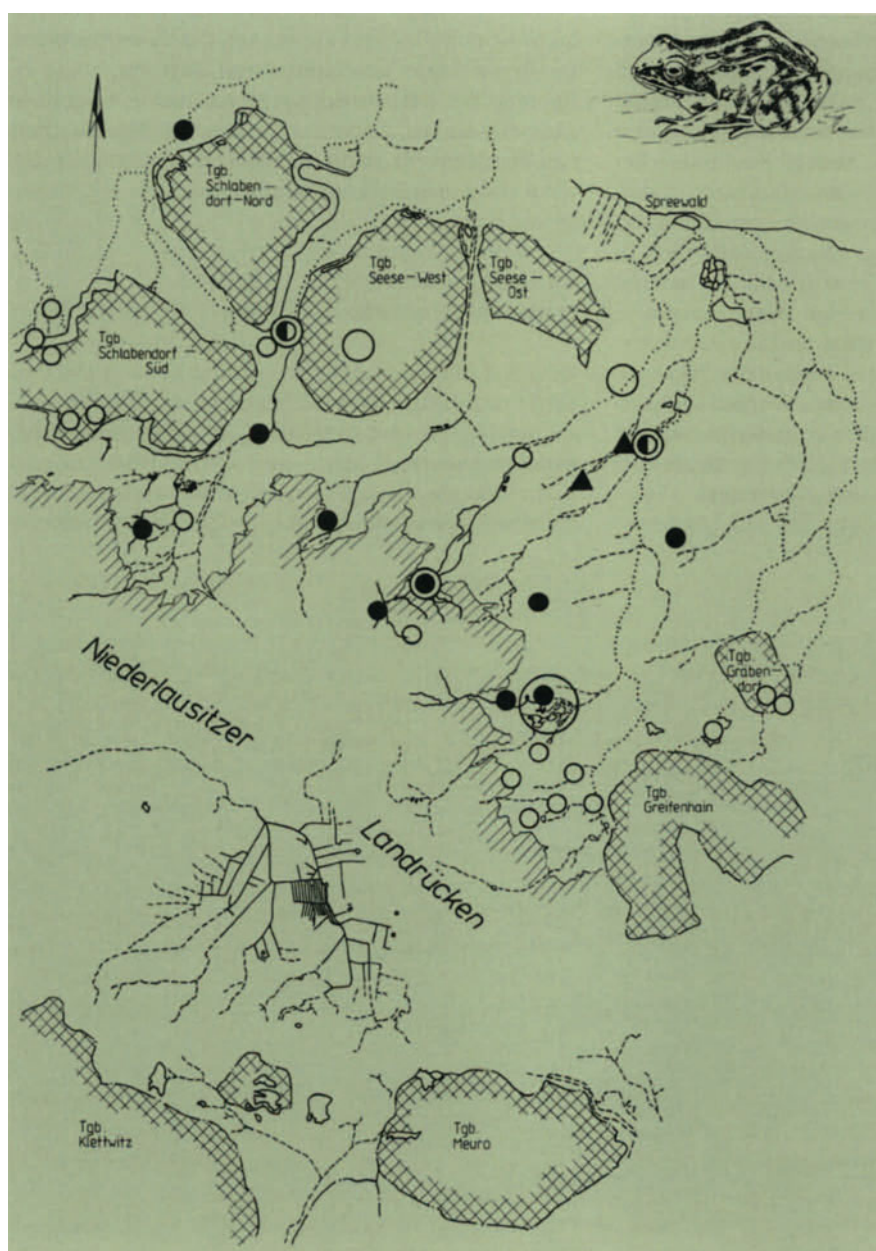 Tgb.
Schlaben-
dorf-Nord
Spreewald
Tgb.
Seese-West
Tgb.
Seese-
Ost
Tgb.
Schlabendorf-
Süd
Tgb.
Gräben-
dorf
Niederlausitzer
Landrücken
Tgb.
Greifenhain
Tgb.
Klettwitz
Tgb.
Meuro